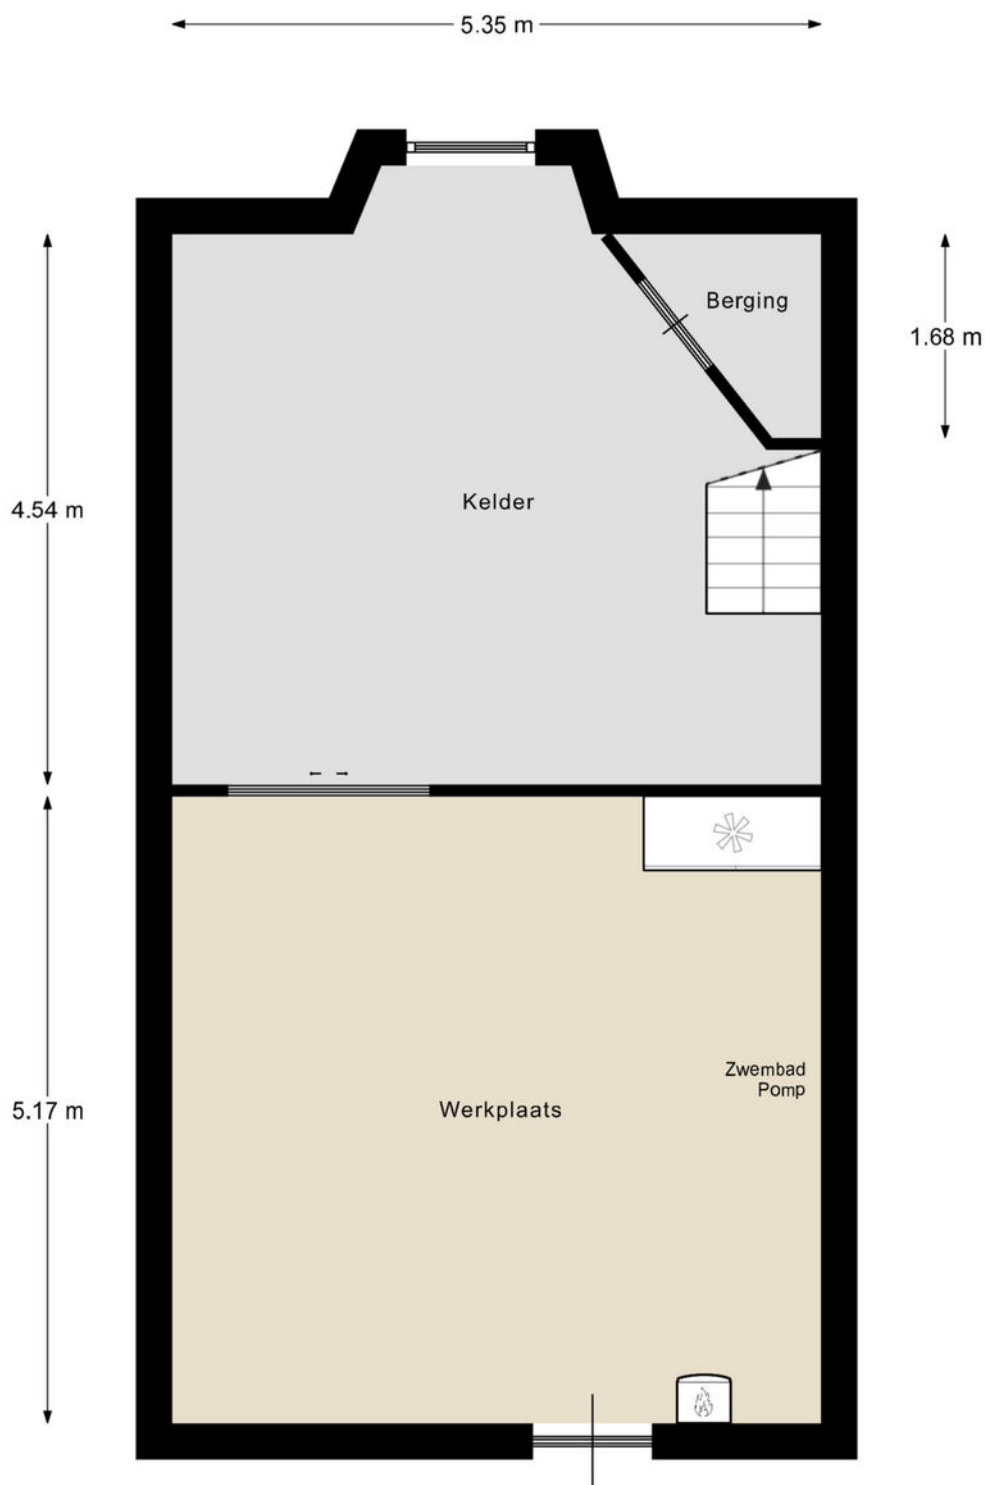 5.35 m
Berging
1.68 m
Kelder
4.54 m
Zwembad
Pomp
Werkplaats
5.17 m